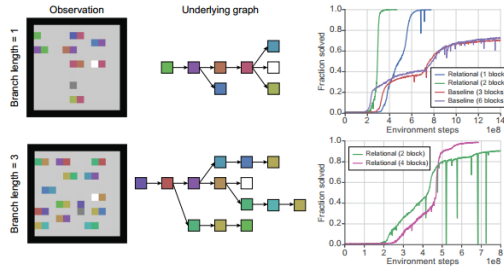 Observation
Underlying graph
Branch length = 1
Fraction solved
1.0
0.8
0.6
0.4
0.2
0.0
Relational (1 block)
Relational (2 block
Baseline (3 blocks
Baseline (6 blocks
0 2 4 6 8 10 12 14
Environment steps 1e8
Branch length = 3
Fraction solved
1.0
0.8
0.6
0.4
0.2
0.0
Relational (2 block)
Relational (4 blocks)
0 1 2 3 4 5 6 7 8
Environment steps 1e8